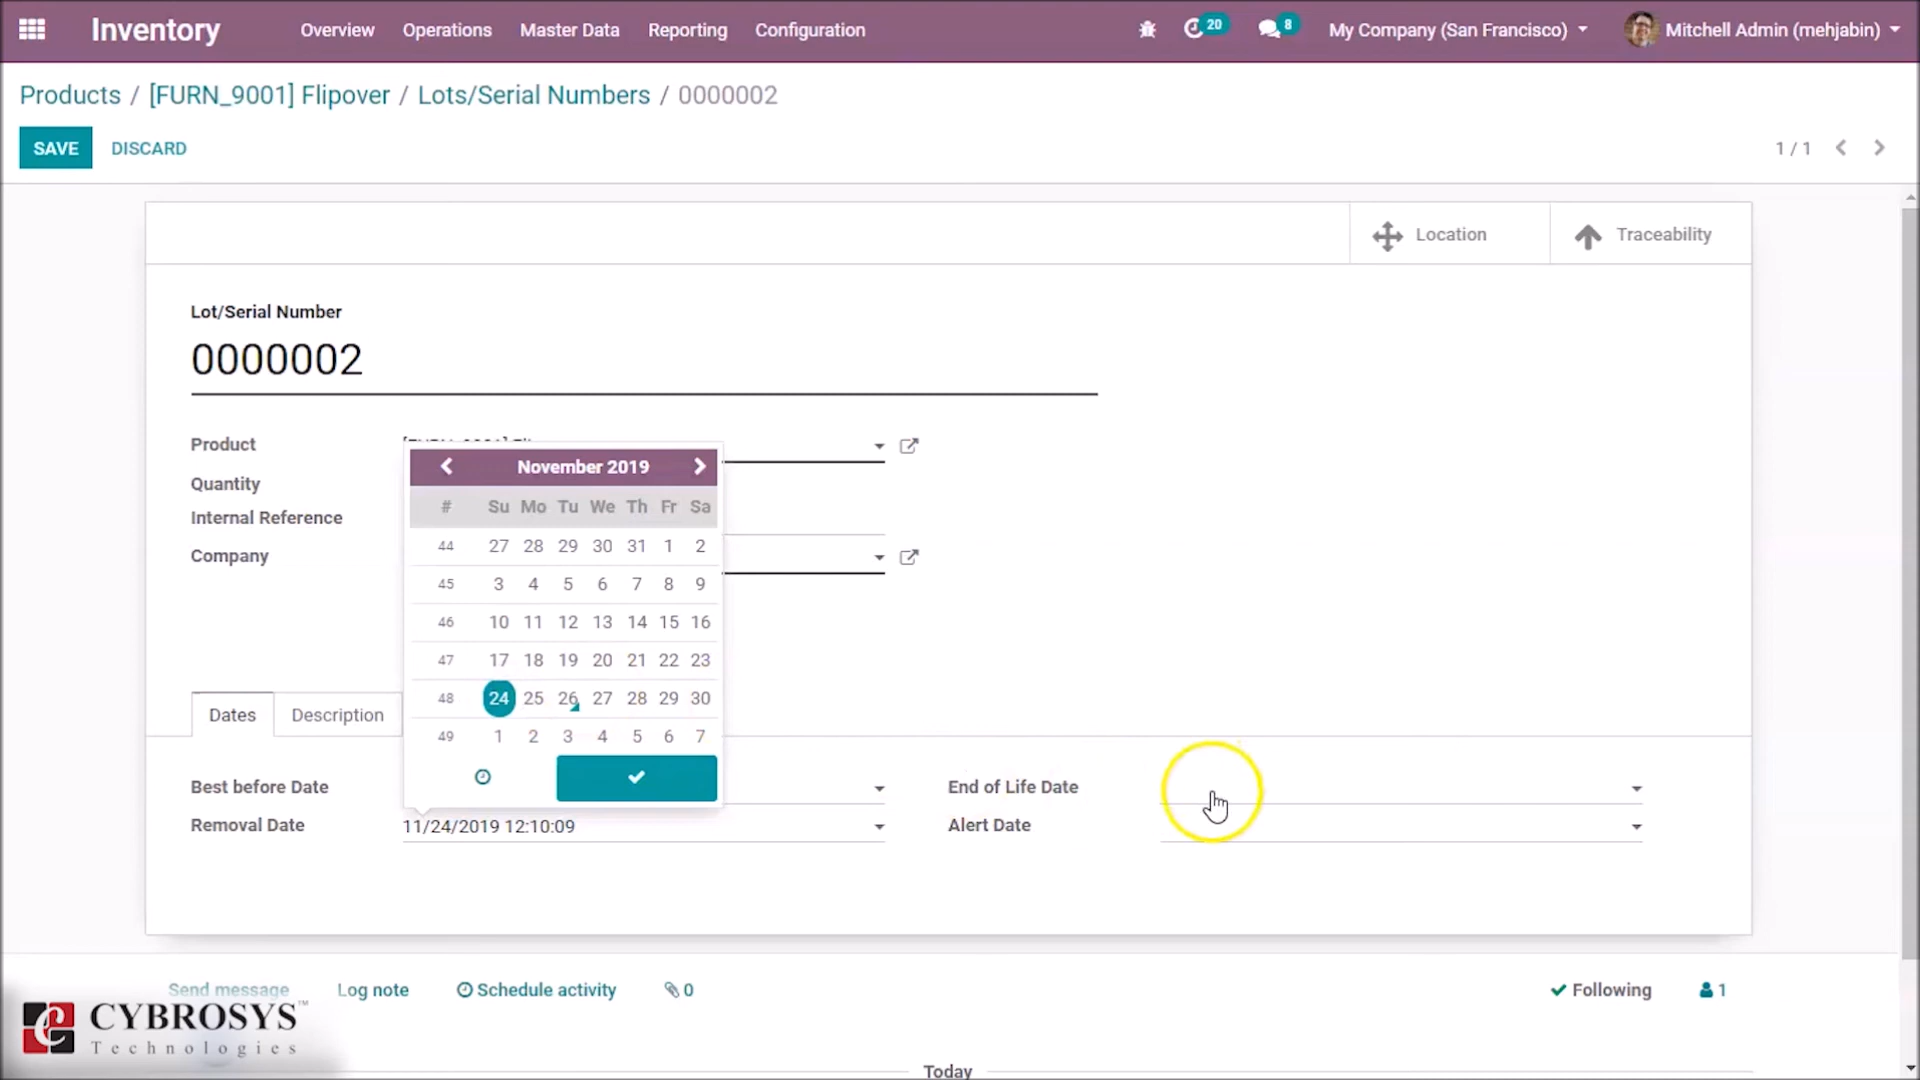 Inventory Overview Operations Master Data Reporting Configuration 20 8 My Company (San Francisco) Mitchell Admin (mehjabin)
Products / [FURN_9001] Flipover / Lots/Serial Numbers / 0000002
SAVE DISCARD 1 / 1
Location Traceability
Lot/Serial Number
0000002
Product
Quantity
Internal Reference
Company
November 2019
# Su Mo Tu We Th Fr Sa
44 27 28 29 30 31 1 2
45 3 4 5 6 7 8 9
46 10 11 12 13 14 15 16
47 17 18 19 20 21 22 23
48 24 25 26 27 28 29 30
49 1 2 3 4 5 6 7
Dates Description
Best before Date End of Life Date
Removal Date 11/24/2019 12:10:09 Alert Date
Send message Log note Schedule activity 0 Following 1
CYBROSYS™
Technologies
Today